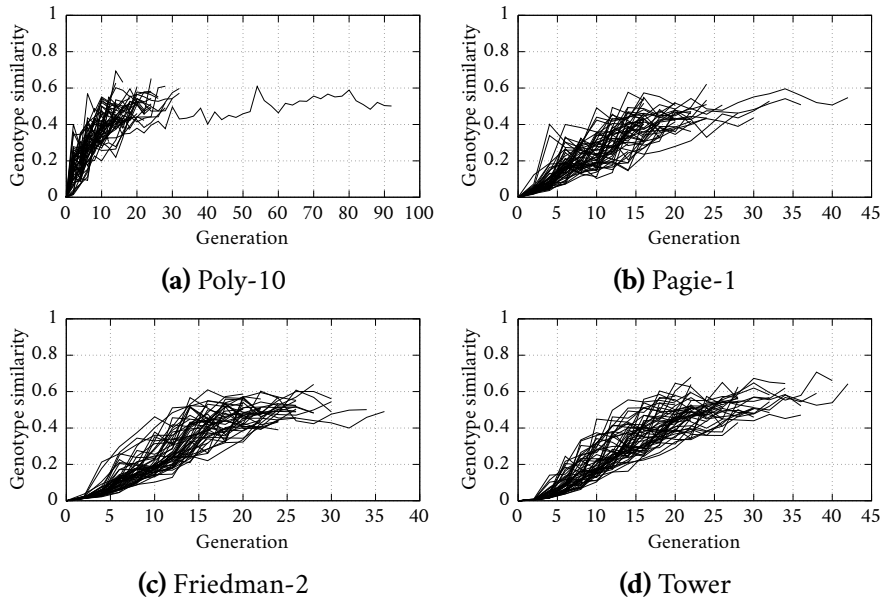 Genotype similarity
1
0.8
0.6
0.4
0.2
0
0 10 20 30 40 50 60 70 80 90 100
Generation
(a) Poly-10
Genotype similarity
1
0.8
0.6
0.4
0.2
0
0 5 10 15 20 25 30 35 40 45
Generation
(b) Pagie-1
Genotype similarity
1
0.8
0.6
0.4
0.2
0
0 5 10 15 20 25 30 35 40
Generation
(c) Friedman-2
Genotype similarity
1
0.8
0.6
0.4
0.2
0
0 5 10 15 20 25 30 35 40 45
Generation
(d) Tower